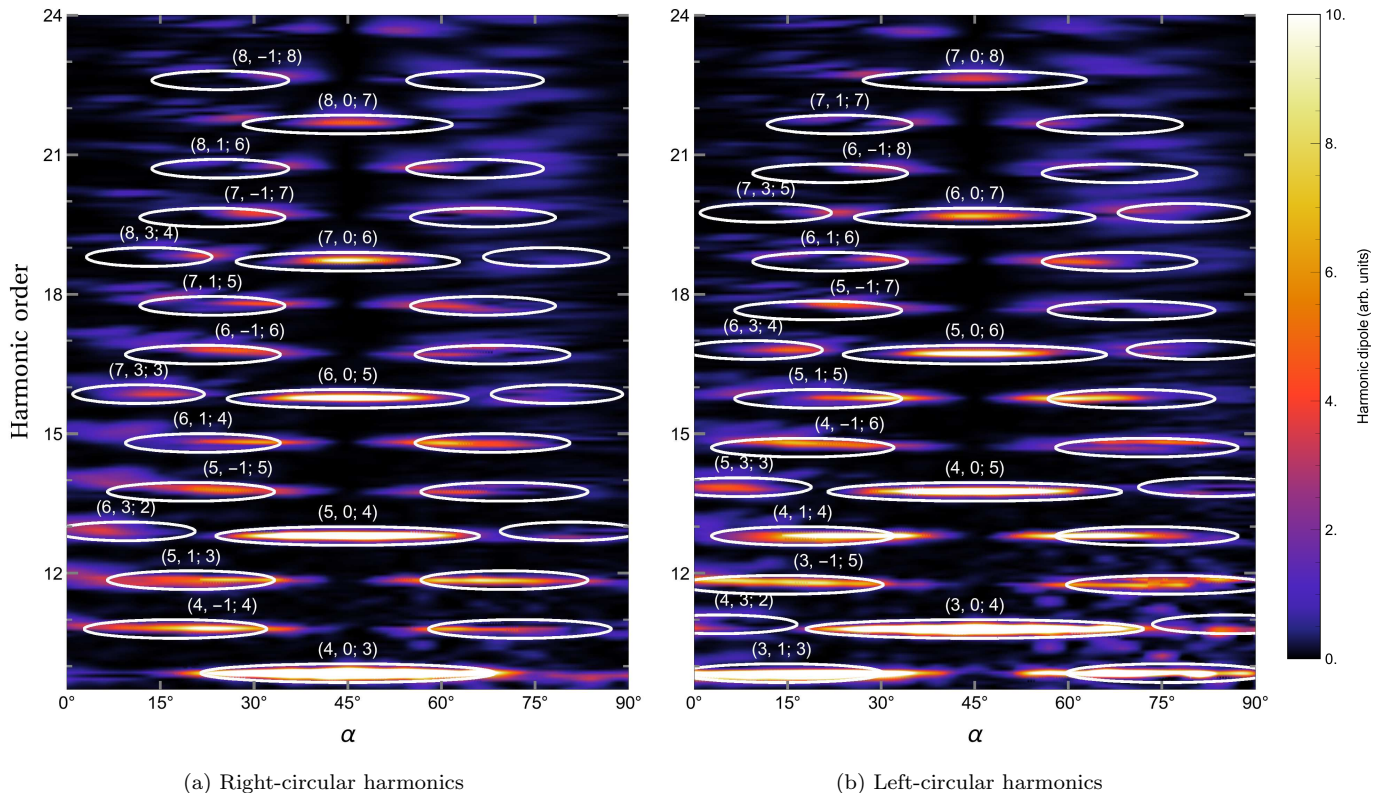 24
21
18
15
12
Harmonic order
(8, −1; 8)
(8, 0; 7)
(8, 1; 6)
(7, −1; 7)
(8, 3; 4)
(7, 0; 6)
(7, 1; 5)
(6, −1; 6)
(7, 3; 3)
(6, 0; 5)
(6, 1; 4)
(5, −1; 5)
(6, 3; 2)
(5, 0; 4)
(5, 1; 3)
(4, −1; 4)
(4, 0; 3)
0° 15° 30° 45° 60° 75° 90°
α
(a) Right-circular harmonics
(7, 0; 8)
(7, 1; 7)
(6, −1; 8)
(7, 3; 5)
(6, 0; 7)
(6, 1; 6)
(5, −1; 7)
(6, 3; 4)
(5, 0; 6)
(5, 1; 5)
(4, −1; 6)
(5, 3; 3)
(4, 0; 5)
(4, 1; 4)
(3, −1; 5)
(4, 3; 2)
(3, 0; 4)
(3, 1; 3)
0° 15° 30° 45° 60° 75° 90°
α
(b) Left-circular harmonics
10.
8.
6.
4.
2.
0.
Harmonic dipole (arb. units)